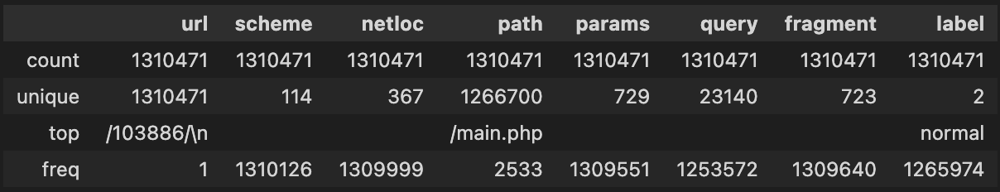 url scheme netloc path params query fragment label
count 1310471 1310471 1310471 1310471 1310471 1310471 1310471 1310471
unique 1310471 114 367 1266700 729 23140 723 2
top /103886/\n /main.php normal
freq 1 1310126 1309999 2533 1309551 1253572 1309640 1265974